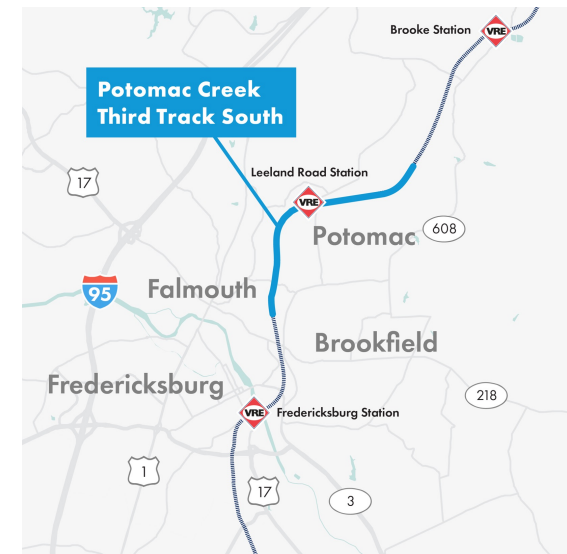 Brooke Station
VRE
Potomac Creek
Third Track South
Leeland Road Station
17
VRE
608
Potomac
95
Falmouth
Brookfield
Fredericksburg
218
VRE
Fredericksburg Station
1
17
3